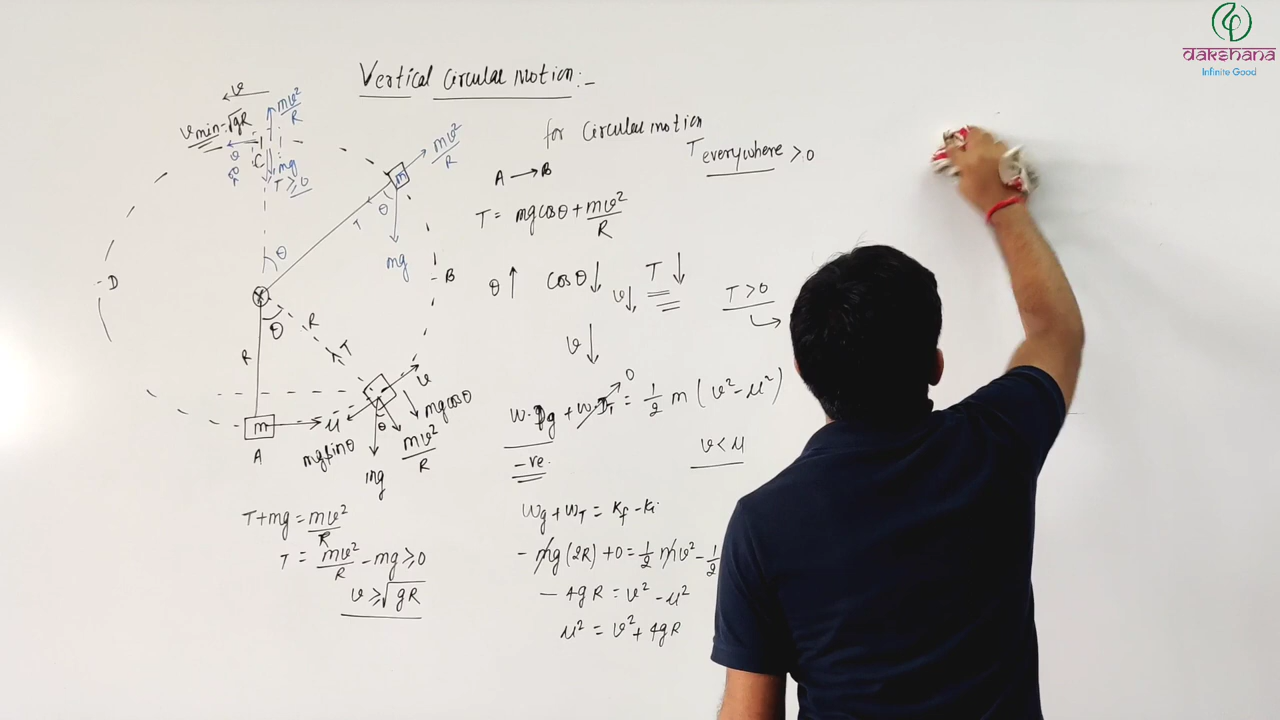 dakshana
Infinite Good
Vertical Circular Motion:-
for Circular motion
T everywhere > 0
A → B
T = mg cosθ + mv²/R
θ ↑ cosθ ↓ v ↓ T ↓
T > 0
v ↓
W.Dg + W.DT = 1/2 m (v² - u²)
0
-ve
v < u
Wg + WT = Kf - Ki
- mg (2R) + 0 = 1/2 mv² - 1/2
- 4gR = v² - u²
u² = v² + 4gR
T + mg = mv²/R
T = mv²/R - mg ≥ 0
v ≥ √gR
v
mv²/R
vmin = √gR
v
C
mg
T ≥ 0
mv²/R
m
θ
T
mg
θ
D
B
θ
R
R
T
v
m
u
A
mg sinθ
θ
mg cosθ
mv²/R
mg